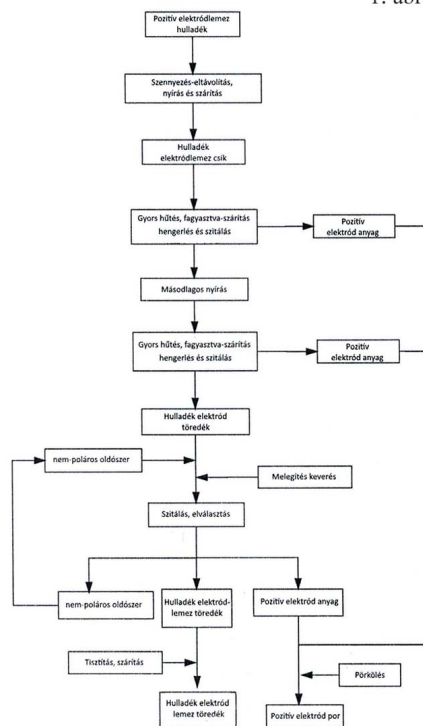 1. ábr
Pozitív elektródlemez
hulladék
Szennyezés-eltávolítás,
nyírás és szárítás
Hulladék
elektródlemez csik
Gyors hűtés, fagyasztva-szárítás
hengerlés és szitálás
Pozitív
elektród anyag
Másodlagos nyírás
Gyors hűtés, fagyasztva-szárítás
hengerlés és szitálás
Pozitív
elektród anyag
Hulladék elektród
töredék
nem-poláros oldószer
Melegítés keverés
Szitálás, elválasztás
nem-poláros oldószer
Hulladék elektród-
lemez töredék
Pozitív elektród anyag
Tisztítás, szárítás
Pörkölés
Hulladék elektród
lemez töredék
Pozitív elektród por